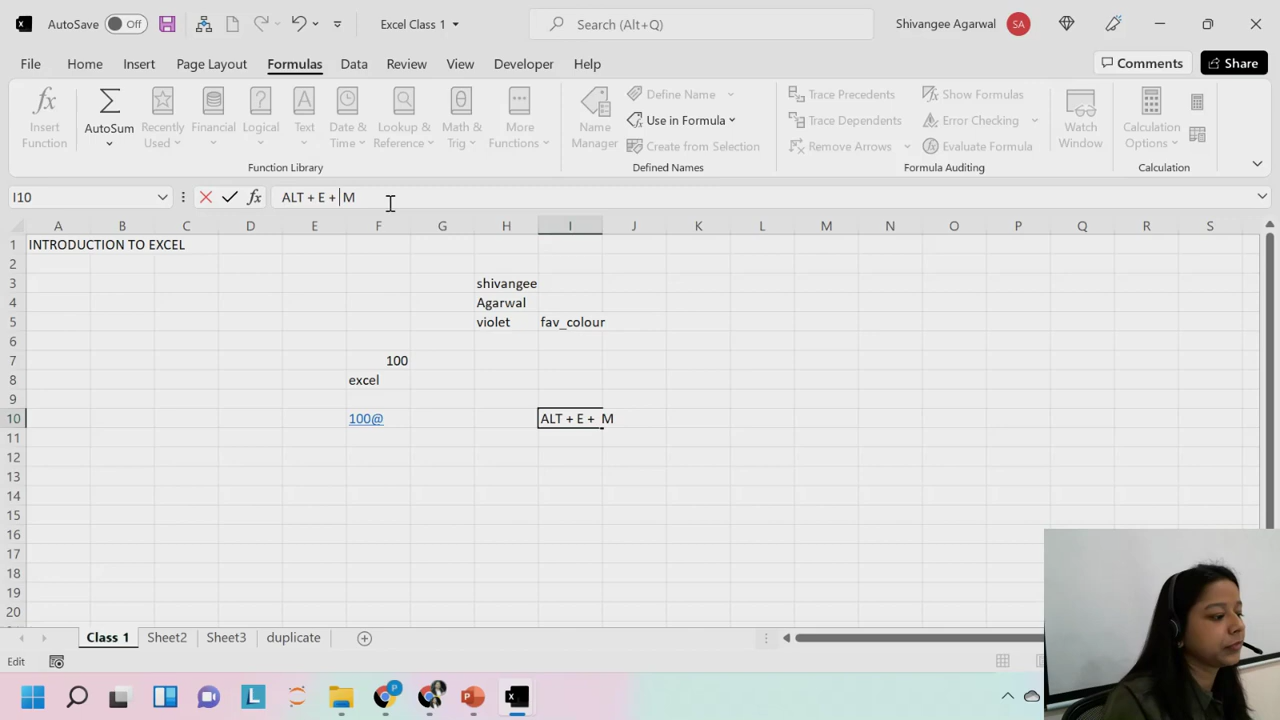 AutoSave Off Excel Class 1 Search (Alt+Q) Shivangee Agarwal SA
File Home Insert Page Layout Formulas Data Review View Developer Help Comments Share
Insert Function
AutoSum
Recently Used
Financial
Logical
Text
Date & Time
Lookup & Reference
Math & Trig
More Functions
Function Library
Name Manager
Define Name
Use in Formula
Create from Selection
Defined Names
Trace Precedents
Trace Dependents
Remove Arrows
Show Formulas
Error Checking
Evaluate Formula
Formula Auditing
Watch Window
Calculation Options
Calculation
I10 fx ALT + E + M
A B C D E F G H I J K L M N O P Q R S
1 INTRODUCTION TO EXCEL
2
3 shivangee
4 Agarwal
5 violet fav_colour
6
7 100
8 excel
9
10 100@ ALT + E + M
11
12
13
14
15
16
17
18
19
20
Class 1 Sheet2 Sheet3 duplicate
Edit